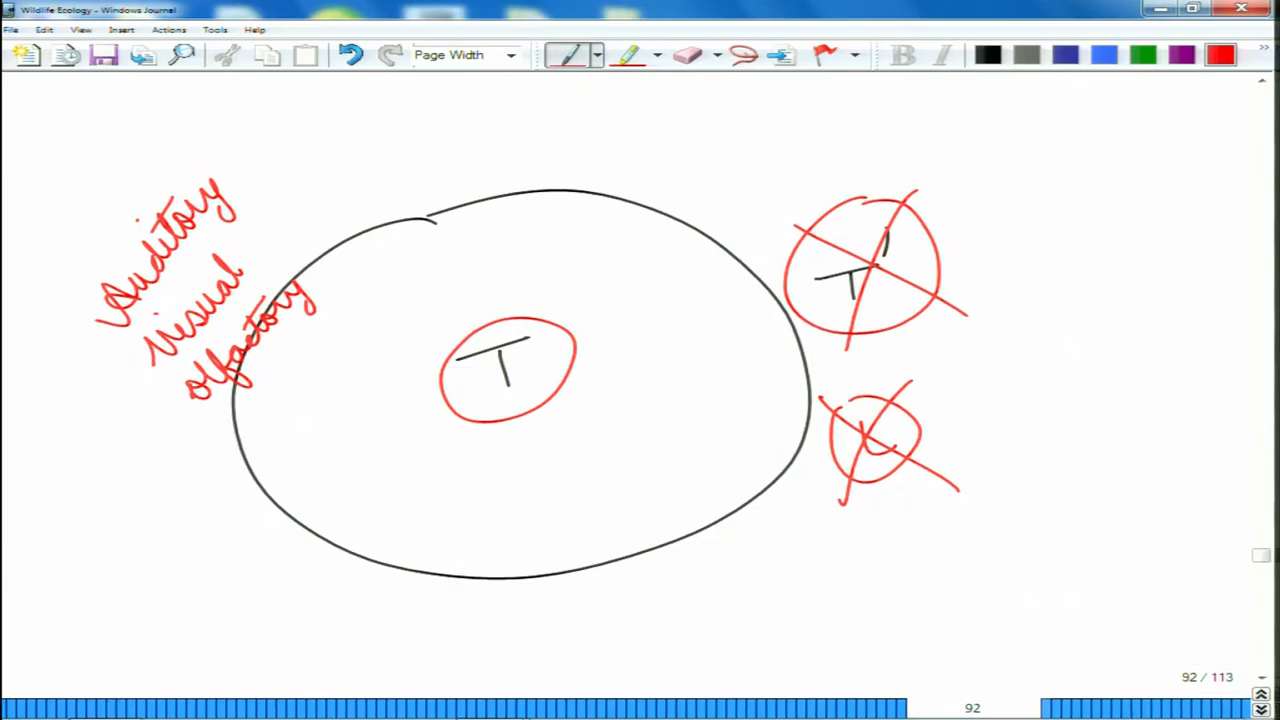 Wildlife Ecology - Windows Journal
File Edit View Insert Actions Tools Help
Page Width
B I
Auditory
Visual
olfactory
T
T'
L
92 / 113
92